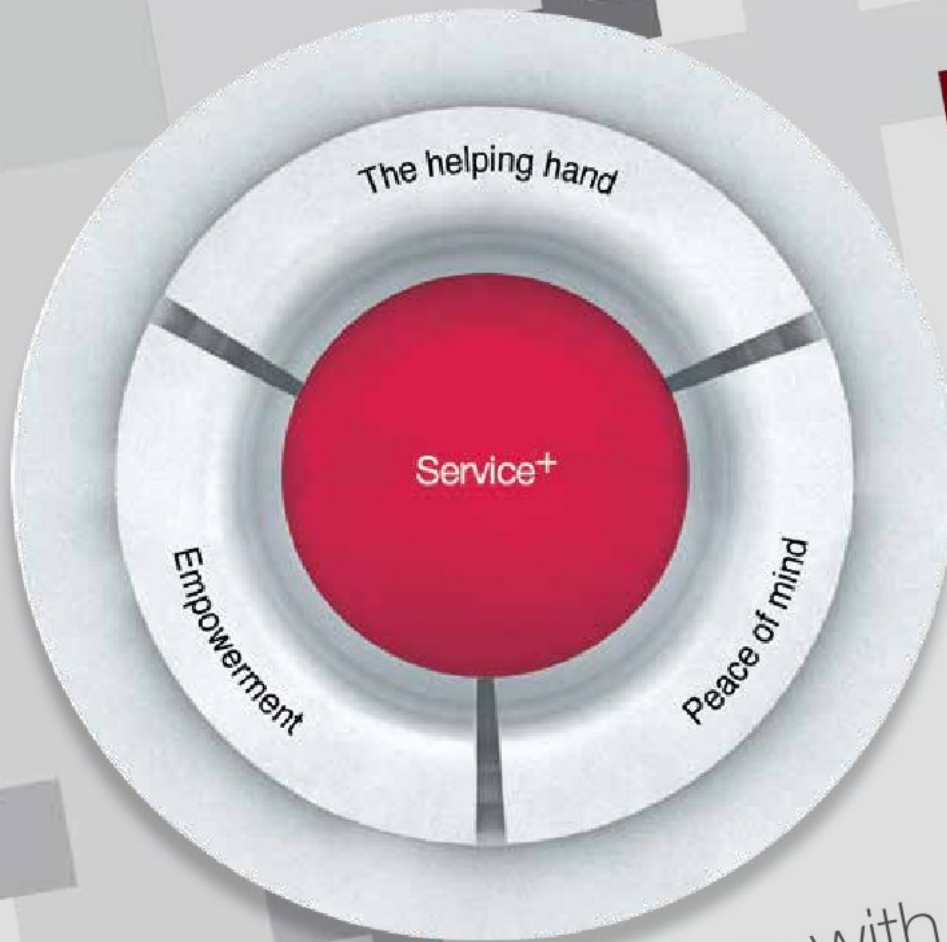 The helping hand
Service⁺
Empowerment
Peace of mind
with